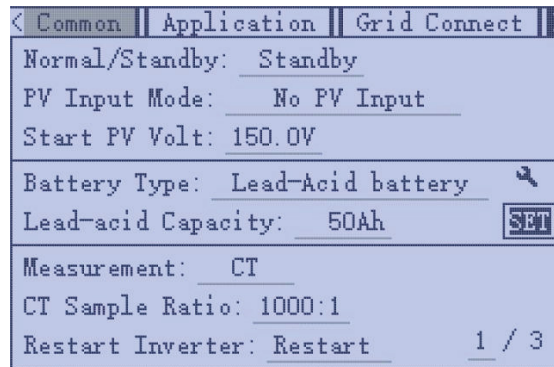 < Common Application Grid Connect
Normal/Standby: Standby
PV Input Mode: No PV Input
Start PV Volt: 150.0V
Battery Type: Lead-Acid battery
Lead-acid Capacity: 50Ah SET
Measurement: CT
CT Sample Ratio: 1000:1
Restart Inverter: Restart 1 / 3